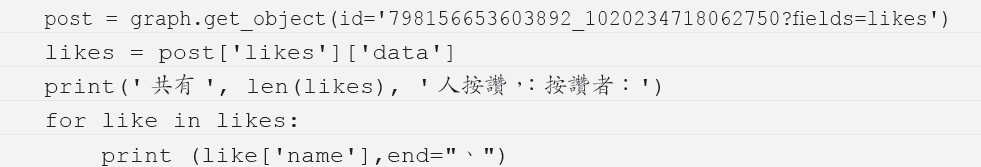 post = graph.get_object(id='798156653603892_1020234718062750?fields=likes')
likes = post['likes']['data']
print(' 共有 ', len(likes), ' 人按讚，：按讚者：')
for like in likes:
    print (like['name'],end="、")